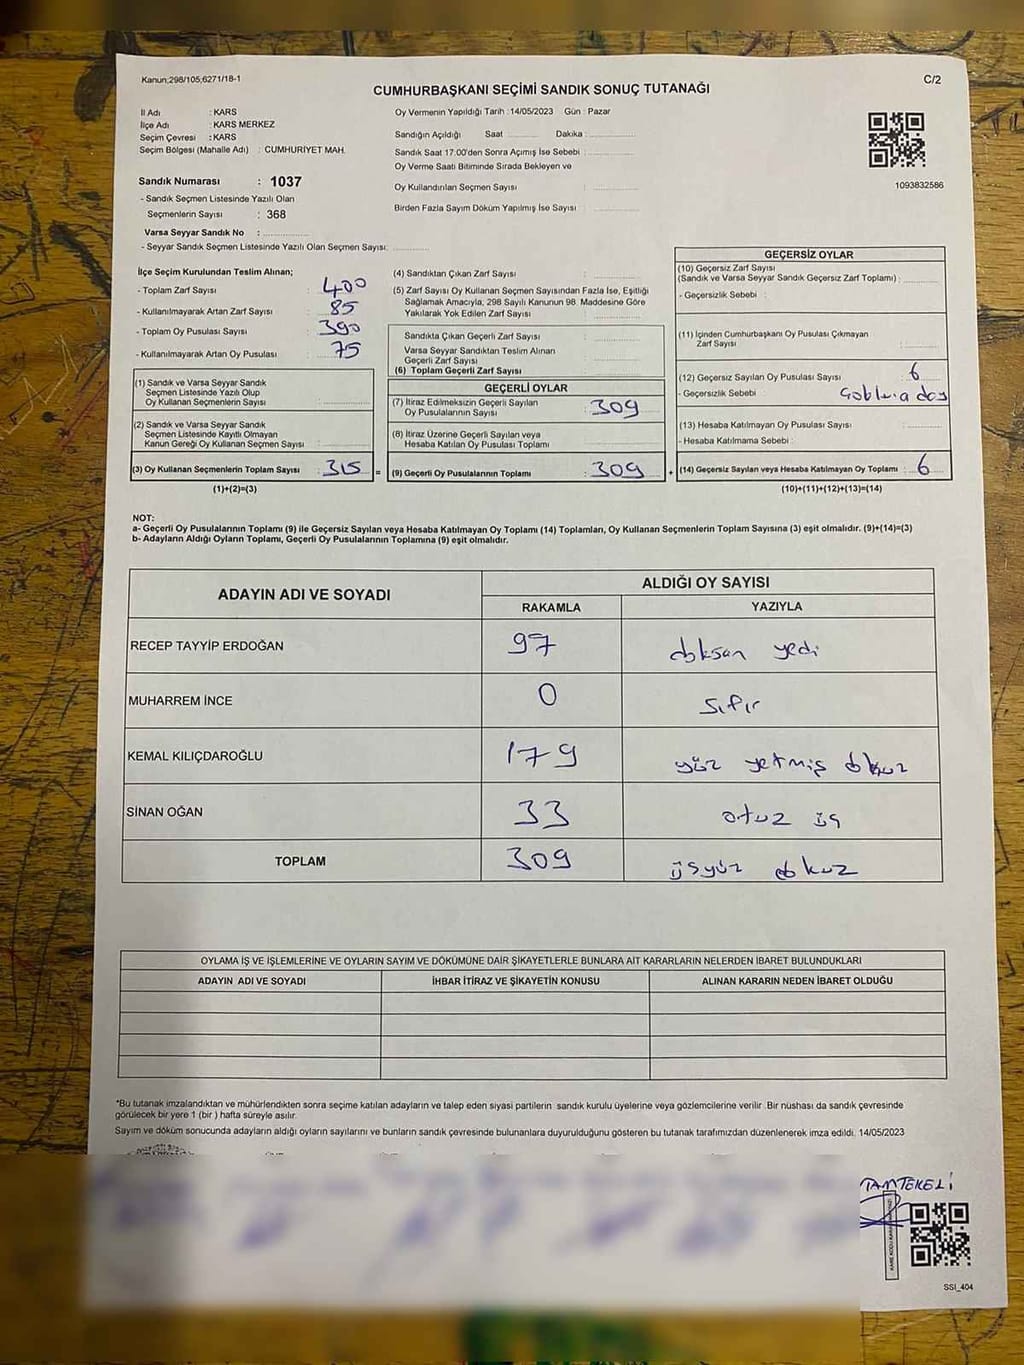 Kanun;298/105;6271/18-1
C/2
CUMHURBAŞKANI SEÇİMİ SANDIK SONUÇ TUTANAĞI
İl Adı : KARS
İlçe Adı : KARS MERKEZ
Seçim Çevresi : KARS
Seçim Bölgesi (Mahalle Adı) : CUMHURİYET MAH.
Oy Vermenin Yapıldığı Tarih : 14/05/2023 Gün : Pazar
Sandığın Açıldığı Saat Dakika :
Sandık Saat 17.00'den Sonra Açımış İse Sebebi :
Oy Verme Saati Bitiminde Sırada Bekleyen ve
Oy Kullandırılan Seçmen Sayısı :
Birden Fazla Sayım Döküm Yapılmış İse Sayısı :
1093832586
Sandık Numarası : 1037
- Sandık Seçmen Listesinde Yazılı Olan
Seçmenlerin Sayısı : 368
Varsa Seyyar Sandık No :
- Seyyar Sandık Seçmen Listesinde Yazılı Olan Seçmen Sayısı:
İlçe Seçim Kurulundan Teslim Alınan;
- Toplam Zarf Sayısı : 400
- Kullanılmayarak Artan Zarf Sayısı : 85
- Toplam Oy Pusulası Sayısı : 390
- Kullanılmayarak Artan Oy Pusulası : 75
(1) Sandık ve Varsa Seyyar Sandık
Seçmen Listesinde Yazılı Olup
Oy Kullanan Seçmenlerin Sayısı :
(2) Sandık ve Varsa Seyyar Sandık
Seçmen Listesinde Kayıtlı Olmayan
Kanun Gereği Oy Kullanan Seçmen Sayısı :
(3) Oy Kullanan Seçmenlerin Toplam Sayısı : 315 =
(1)+(2)=(3)
(4) Sandıktan Çıkan Zarf Sayısı :
(5) Zarf Sayısı Oy Kullanan Seçmen Sayısından Fazla İse, Eşitliği
Sağlamak Amacıyla; 298 Sayılı Kanunun 98. Maddesine Göre
Yakılarak Yok Edilen Zarf Sayısı :
Sandıkta Çıkan Geçerli Zarf Sayısı :
Varsa Seyyar Sandıktan Teslim Alınan
Geçerli Zarf Sayısı :
(6) Toplam Geçerli Zarf Sayısı :
GEÇERLİ OYLAR
(7) İtiraz Edilmeksizin Geçerli Sayılan
Oy Pusulalarının Sayısı : 309
(8) İtiraz Üzerine Geçerli Sayılan veya
Hesaba Katılan Oy Pusulası Toplamı :
(9) Geçerli Oy Pusulalarının Toplamı : 309 +
GEÇERSİZ OYLAR
(10) Geçersiz Zarf Sayısı
(Sandık ve Varsa Seyyar Sandık Geçersiz Zarf Toplamı) :
- Geçersizlik Sebebi :
(11) İçinden Cumhurbaşkanı Oy Pusulası Çıkmayan
Zarf Sayısı :
(12) Geçersiz Sayılan Oy Pusulası Sayısı : 6
- Geçersizlik Sebebi :
(13) Hesaba Katılmayan Oy Pusulası Sayısı :
- Hesaba Katılmama Sebebi :
(14) Geçersiz Sayılan veya Hesaba Katılmayan Oy Toplamı : 6
(10)+(11)+(12)+(13)=(14)
NOT:
a- Geçerli Oy Pusulalarının Toplamı (9) ile Geçersiz Sayılan veya Hesaba Katılmayan Oy Toplamı (14) Toplamları, Oy Kullanan Seçmenlerin Toplam Sayısına (3) eşit olmalıdır. (9)+(14)=(3)
b- Adayların Aldığı Oyların Toplamı, Geçerli Oy Pusulalarının Toplamına (9) eşit olmalıdır.
ADAYIN ADI VE SOYADI
ALDIĞI OY SAYISI
RAKAMLA YAZIYLA
RECEP TAYYİP ERDOĞAN 97 doksan yedi
MUHARREM İNCE 0 sıfır
KEMAL KILIÇDAROĞLU 179 yüz yetmiş dokuz
SİNAN OĞAN 33 otuz üç
TOPLAM 309 üçyüz dokuz
OYLAMA İŞ VE İŞLEMLERİNE VE OYLARIN SAYIM VE DÖKÜMÜNE DAİR ŞİKAYETLERLE BUNLARA AİT KARARLARIN NELERDEN İBARET BULUNDUKLARI
ADAYIN ADI VE SOYADI İHBAR İTİRAZ VE ŞİKAYETİN KONUSU ALINAN KARARIN NEDEN İBARET OLDUĞU
*Bu tutanak imzalandıktan ve mühürlendikten sonra seçime katılan adayların ve talep eden siyasi partilerin sandık kurulu üyelerine veya gözlemcilerine verilir. Bir nüshası da sandık çevresinde
görülecek bir yere 1 (bir) hafta süreyle asılır.
Sayım ve döküm sonucunda adayların aldığı oyların sayılarını ve bunların sandık çevresinde bulunanlara duyurulduğunu gösteren bu tutanak tarafımızdan düzenlenerek imza edildi. 14/05/2023
TAMTEKELİ
SSI_404